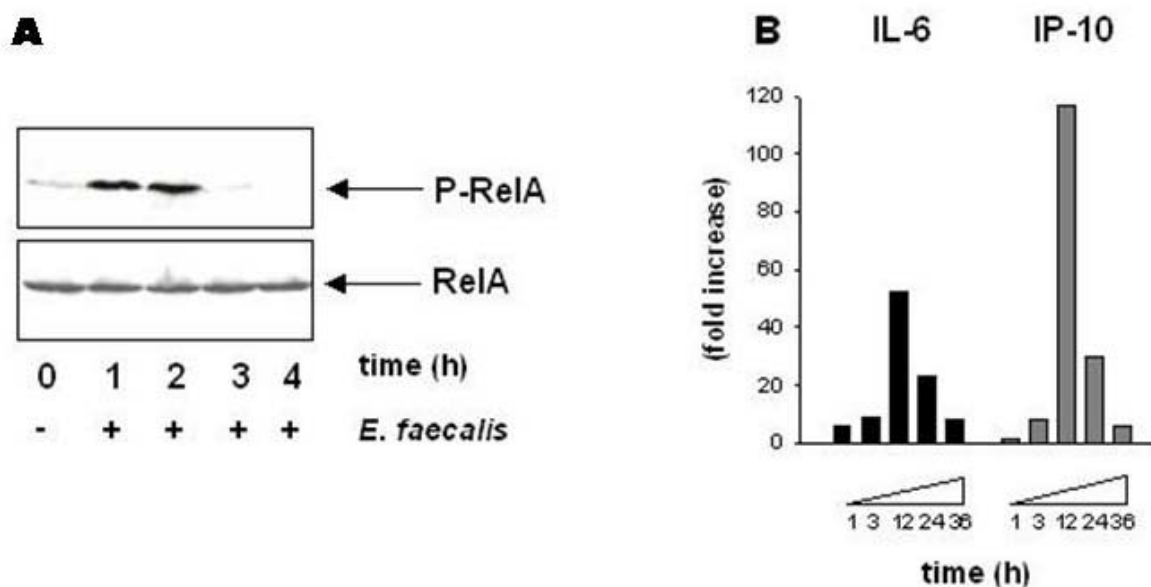 A
P-RelA
RelA
0 1 2 3 4 time (h)
- + + + + E. faecalis
B IL-6 IP-10
(fold increase)
120
100
80
60
40
20
0
1 3 12 24 36 1 3 12 24 36
time (h)